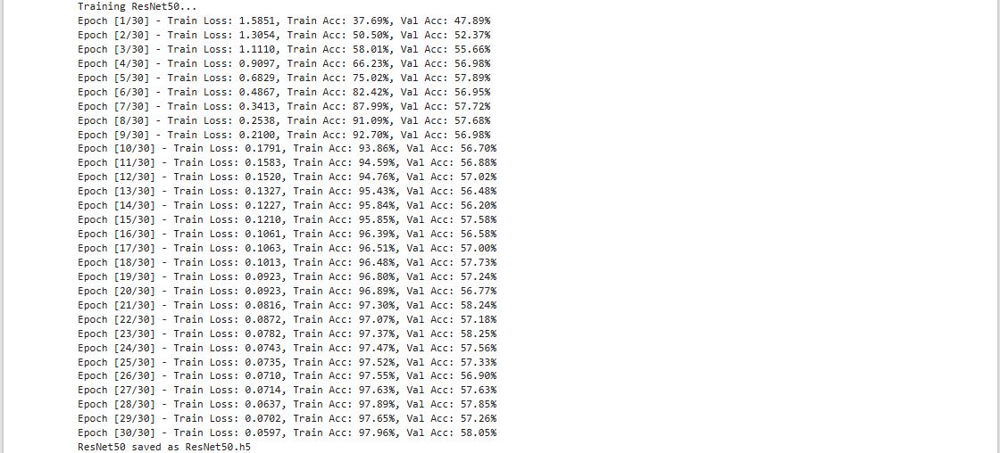 Training ResNet50...
Epoch [1/30] - Train Loss: 1.5851, Train Acc: 37.69%, Val Acc: 47.89%
Epoch [2/30] - Train Loss: 1.3054, Train Acc: 50.50%, Val Acc: 52.37%
Epoch [3/30] - Train Loss: 1.1110, Train Acc: 58.01%, Val Acc: 55.66%
Epoch [4/30] - Train Loss: 0.9097, Train Acc: 66.23%, Val Acc: 56.98%
Epoch [5/30] - Train Loss: 0.6829, Train Acc: 75.02%, Val Acc: 57.89%
Epoch [6/30] - Train Loss: 0.4867, Train Acc: 82.42%, Val Acc: 56.95%
Epoch [7/30] - Train Loss: 0.3413, Train Acc: 87.99%, Val Acc: 57.72%
Epoch [8/30] - Train Loss: 0.2538, Train Acc: 91.09%, Val Acc: 57.68%
Epoch [9/30] - Train Loss: 0.2100, Train Acc: 92.70%, Val Acc: 56.98%
Epoch [10/30] - Train Loss: 0.1791, Train Acc: 93.86%, Val Acc: 56.70%
Epoch [11/30] - Train Loss: 0.1583, Train Acc: 94.59%, Val Acc: 56.88%
Epoch [12/30] - Train Loss: 0.1520, Train Acc: 94.76%, Val Acc: 57.02%
Epoch [13/30] - Train Loss: 0.1327, Train Acc: 95.43%, Val Acc: 56.48%
Epoch [14/30] - Train Loss: 0.1227, Train Acc: 95.84%, Val Acc: 56.20%
Epoch [15/30] - Train Loss: 0.1210, Train Acc: 95.85%, Val Acc: 57.58%
Epoch [16/30] - Train Loss: 0.1061, Train Acc: 96.39%, Val Acc: 56.58%
Epoch [17/30] - Train Loss: 0.1063, Train Acc: 96.51%, Val Acc: 57.00%
Epoch [18/30] - Train Loss: 0.1013, Train Acc: 96.48%, Val Acc: 57.73%
Epoch [19/30] - Train Loss: 0.0923, Train Acc: 96.80%, Val Acc: 57.24%
Epoch [20/30] - Train Loss: 0.0923, Train Acc: 96.89%, Val Acc: 56.77%
Epoch [21/30] - Train Loss: 0.0816, Train Acc: 97.30%, Val Acc: 58.24%
Epoch [22/30] - Train Loss: 0.0872, Train Acc: 97.07%, Val Acc: 57.18%
Epoch [23/30] - Train Loss: 0.0782, Train Acc: 97.37%, Val Acc: 58.25%
Epoch [24/30] - Train Loss: 0.0743, Train Acc: 97.47%, Val Acc: 57.56%
Epoch [25/30] - Train Loss: 0.0735, Train Acc: 97.52%, Val Acc: 57.33%
Epoch [26/30] - Train Loss: 0.0710, Train Acc: 97.55%, Val Acc: 56.90%
Epoch [27/30] - Train Loss: 0.0714, Train Acc: 97.63%, Val Acc: 57.63%
Epoch [28/30] - Train Loss: 0.0637, Train Acc: 97.89%, Val Acc: 57.85%
Epoch [29/30] - Train Loss: 0.0702, Train Acc: 97.65%, Val Acc: 57.26%
Epoch [30/30] - Train Loss: 0.0597, Train Acc: 97.96%, Val Acc: 58.05%
ResNet50 saved as ResNet50.h5